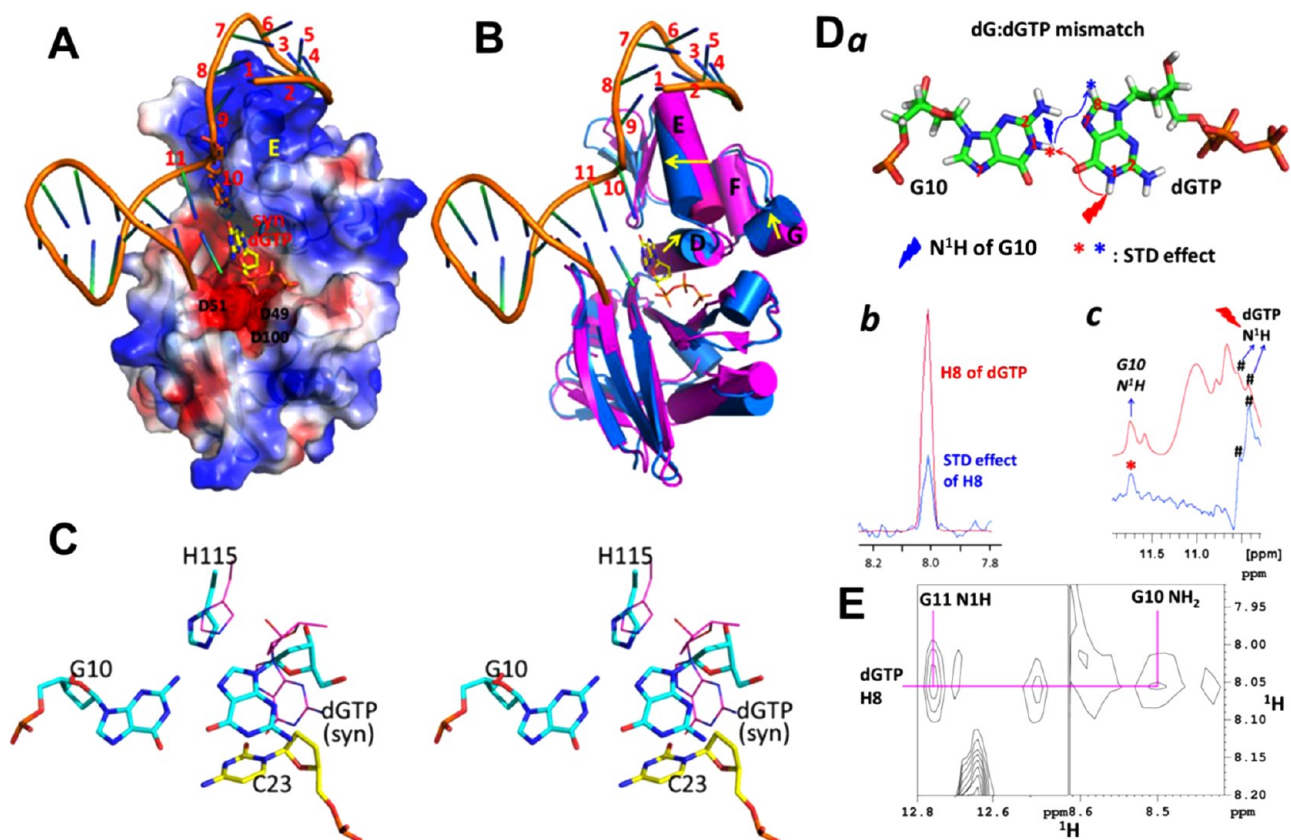 A
7
6
3
5
4
8
1
2
9
E
11
10
syn
dGTP
D51
D49
D100
B
7
6
3
5
4
8
1
2
9
E
11
10
F
D
G
D a
dG:dGTP mismatch
G10
dGTP
N¹H of G10
* * : STD effect
b
H8 of dGTP
STD effect
of H8
8.2 8.0 7.8
c
dGTP
N¹H
G10
N¹H
#
#
#
#
*
11.5 11.0 [ppm]
C
H115
G10
dGTP
(syn)
C23
H115
G10
dGTP
(syn)
C23
E
ppm
G11 N1H
G10 NH₂
7.95
8.00
dGTP
H8
8.05
¹H
8.10
8.15
8.20
12.8 12.6 ppm 8.6 8.5 ppm
¹H